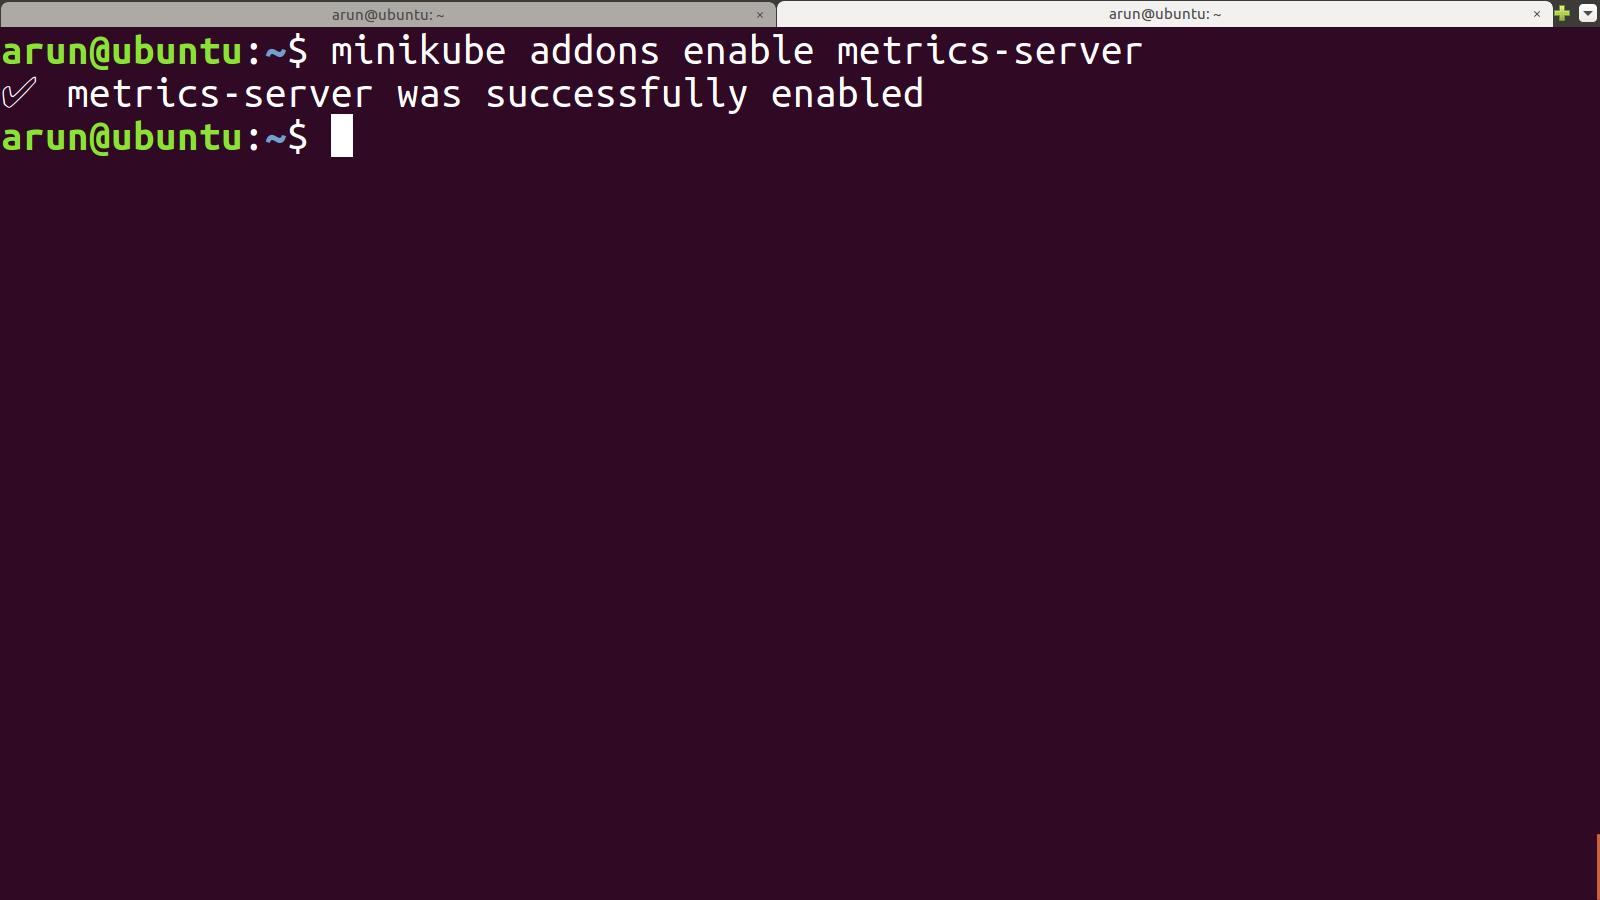 arun@ubuntu: ~ × arun@ubuntu: ~ ×
arun@ubuntu:~$ minikube addons enable metrics-server
✅ metrics-server was successfully enabled
arun@ubuntu:~$